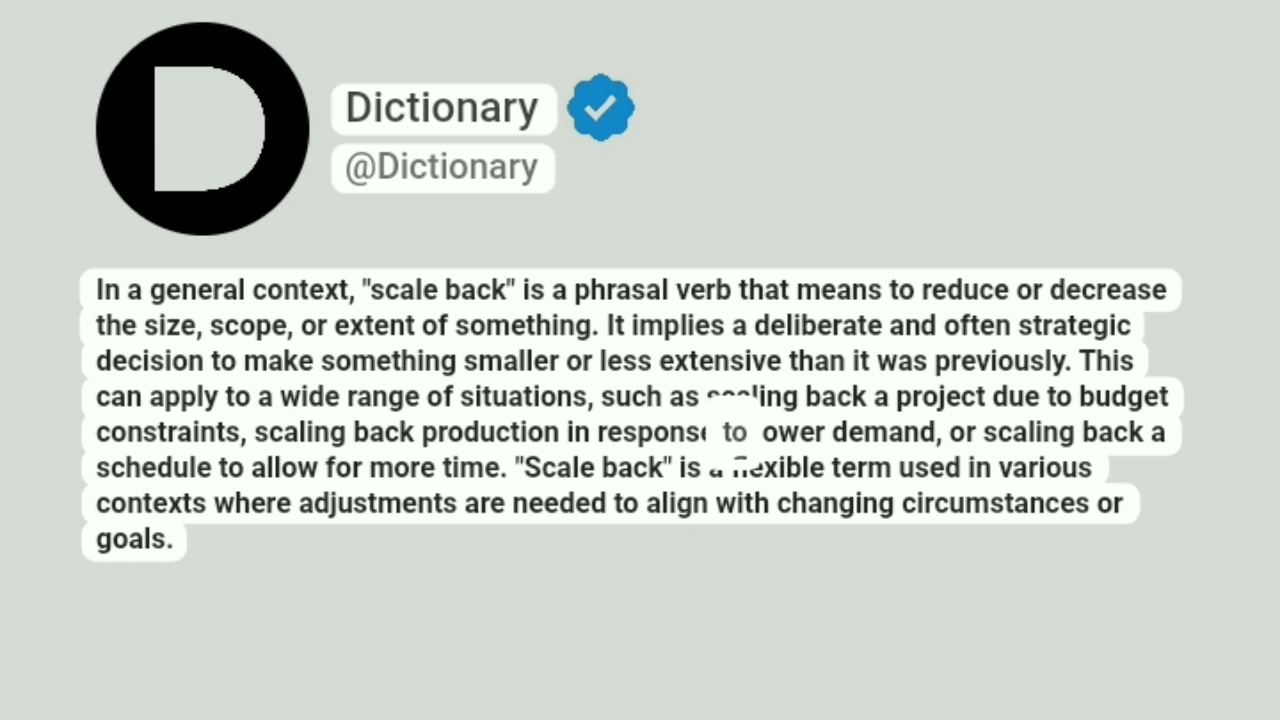 Dictionary
@Dictionary
In a general context, "scale back" is a phrasal verb that means to reduce or decrease
the size, scope, or extent of something. It implies a deliberate and often strategic
decision to make something smaller or less extensive than it was previously. This
can apply to a wide range of situations, such as scaling back a project due to budget
constraints, scaling back production in response to ower demand, or scaling back a
schedule to allow for more time. "Scale back" is a flexible term used in various
contexts where adjustments are needed to align with changing circumstances or
goals.